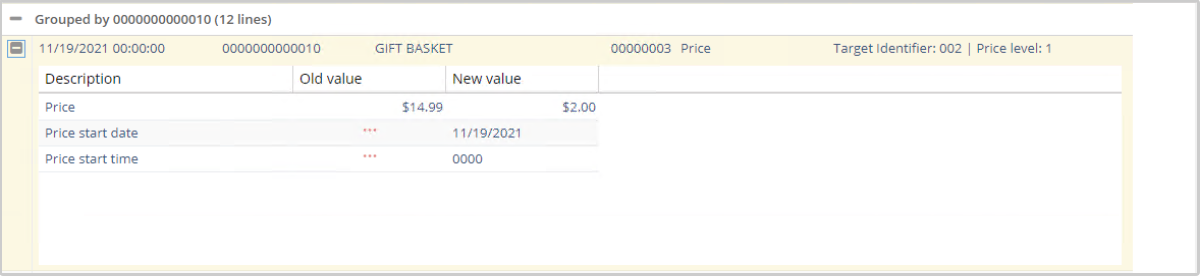 Grouped by 0000000000010 (12 lines)
11/19/2021 00:00:00 0000000000010 GIFT BASKET 00000003 Price Target Identifier: 002 | Price level: 1
Description Old value New value
Price $14.99 $2.00
Price start date *** 11/19/2021
Price start time *** 0000